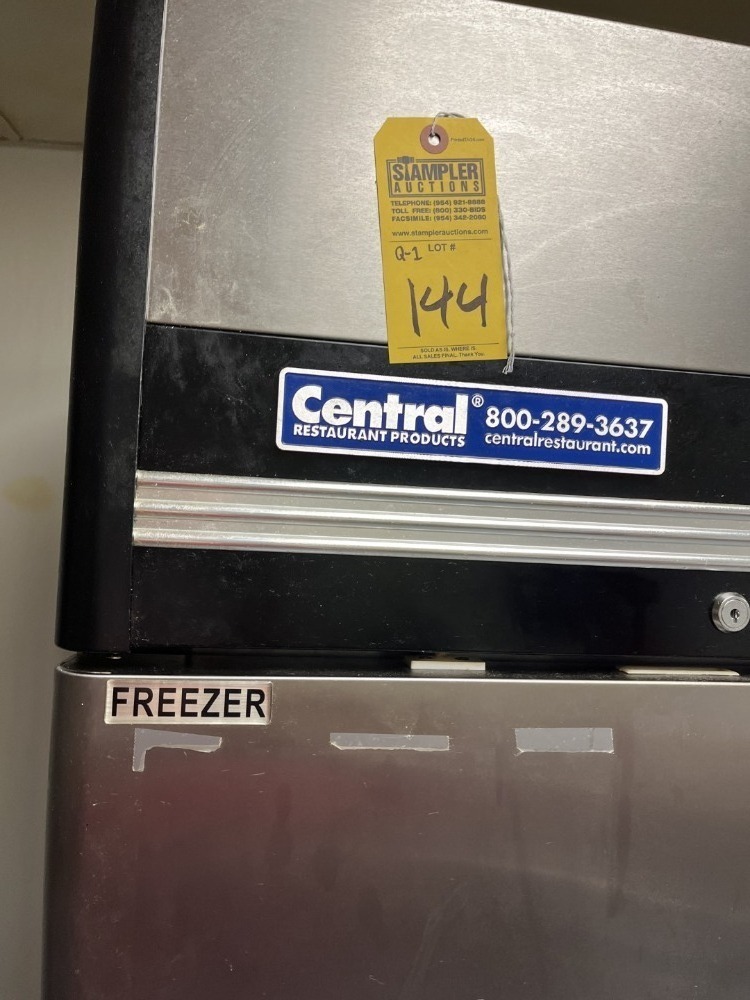 STAMPLER
AUCTIONS
TELEPHONE: (954) 921-8888
TOLL FREE: (800) 330-BIDS
FACSIMILE: (954) 342-2080
www.stamplerauctions.com
Q-1 LOT #
144
SOLD AS IS, WHERE IS
ALL SALES FINAL. Thank You
Central®
RESTAURANT PRODUCTS
800-289-3637
centralrestaurant.com
FREEZER